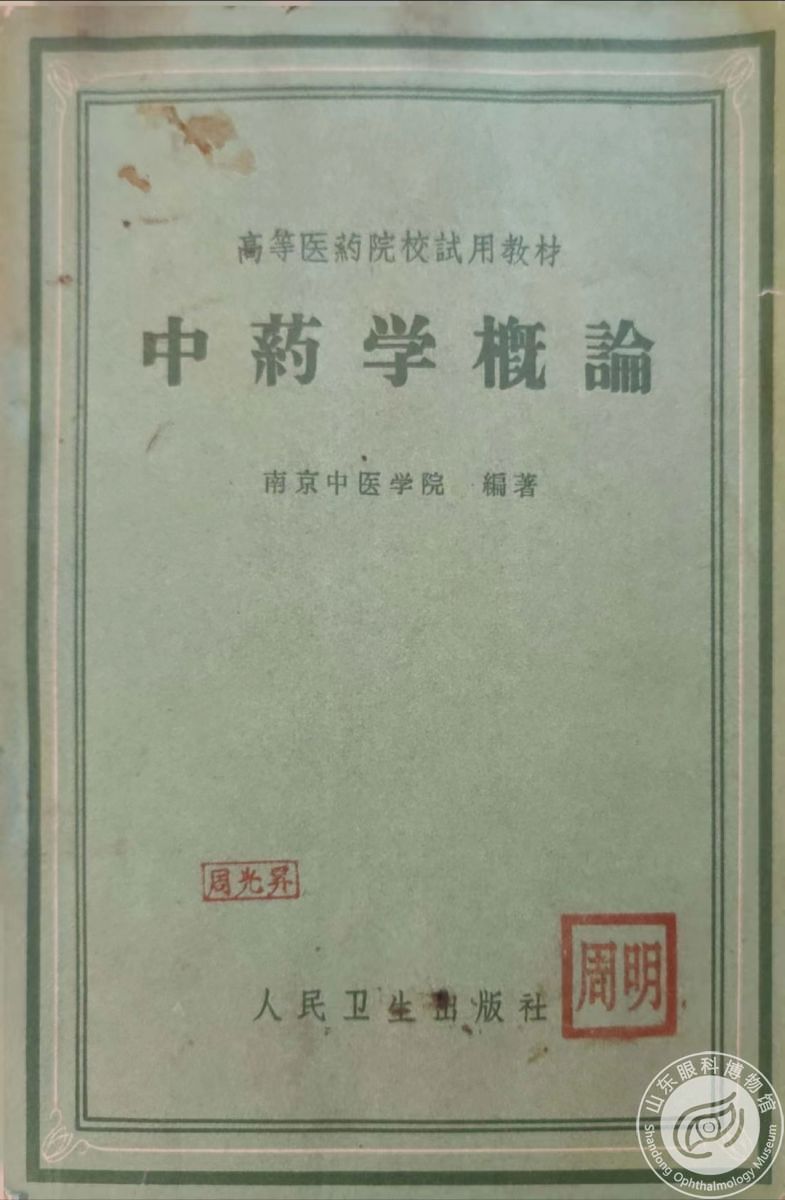 高等医葯院校試用教材
中葯学概論
南京中医学院 編著
周光昇
周明
人民卫生出版社
山东眼科博物馆
Shandong Ophthalmology Museum